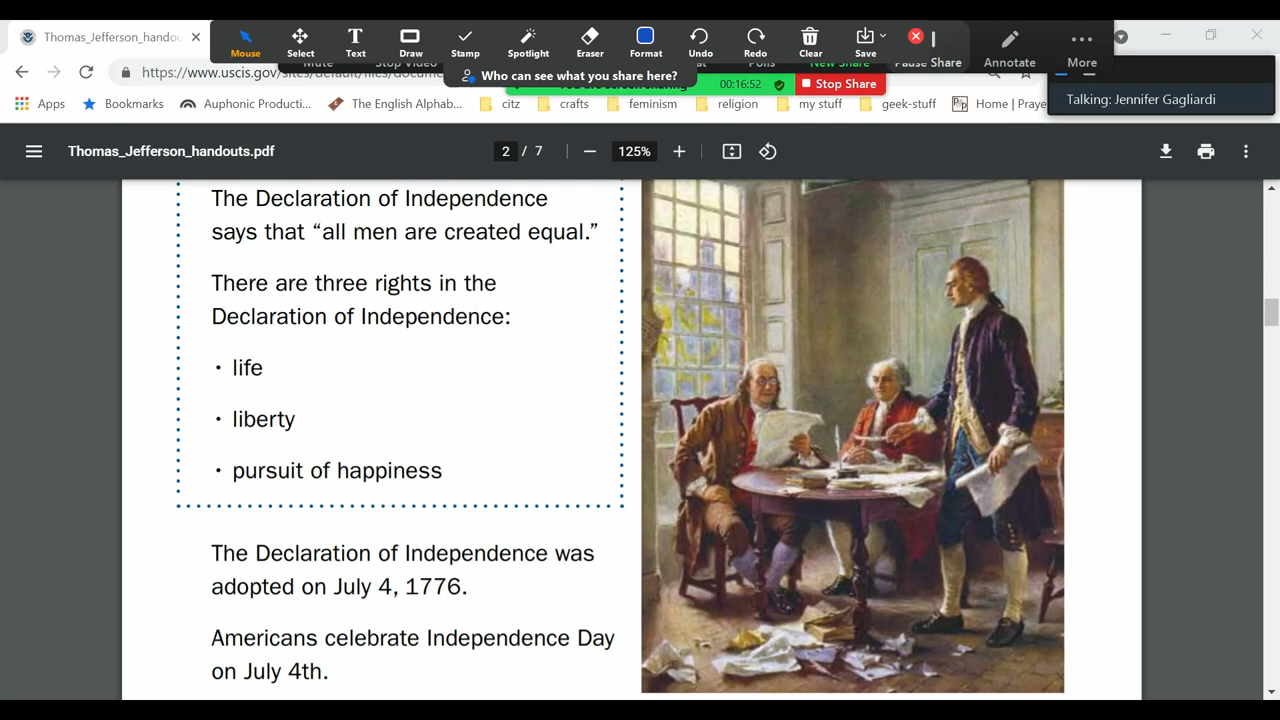 Thomas_Jefferson_handou
Mouse
Select
Text
Draw
Stamp
Spotlight
Eraser
Format
Undo
Redo
Clear
Save
Pause Share
Annotate
More
Who can see what you share here?
https://www.uscis.gov/sites/default/files/docume
00:16:52
Stop Share
Talking: Jennifer Gagliardi
Apps
Bookmarks
Auphonic Producti...
The English Alphab...
citz
crafts
feminism
religion
my stuff
geek-stuff
Home | Praye
Thomas_Jefferson_handouts.pdf
2 / 7
125%
The Declaration of Independence
says that “all men are created equal.”
There are three rights in the
Declaration of Independence:
• life
• liberty
• pursuit of happiness
The Declaration of Independence was
adopted on July 4, 1776.
Americans celebrate Independence Day
on July 4th.